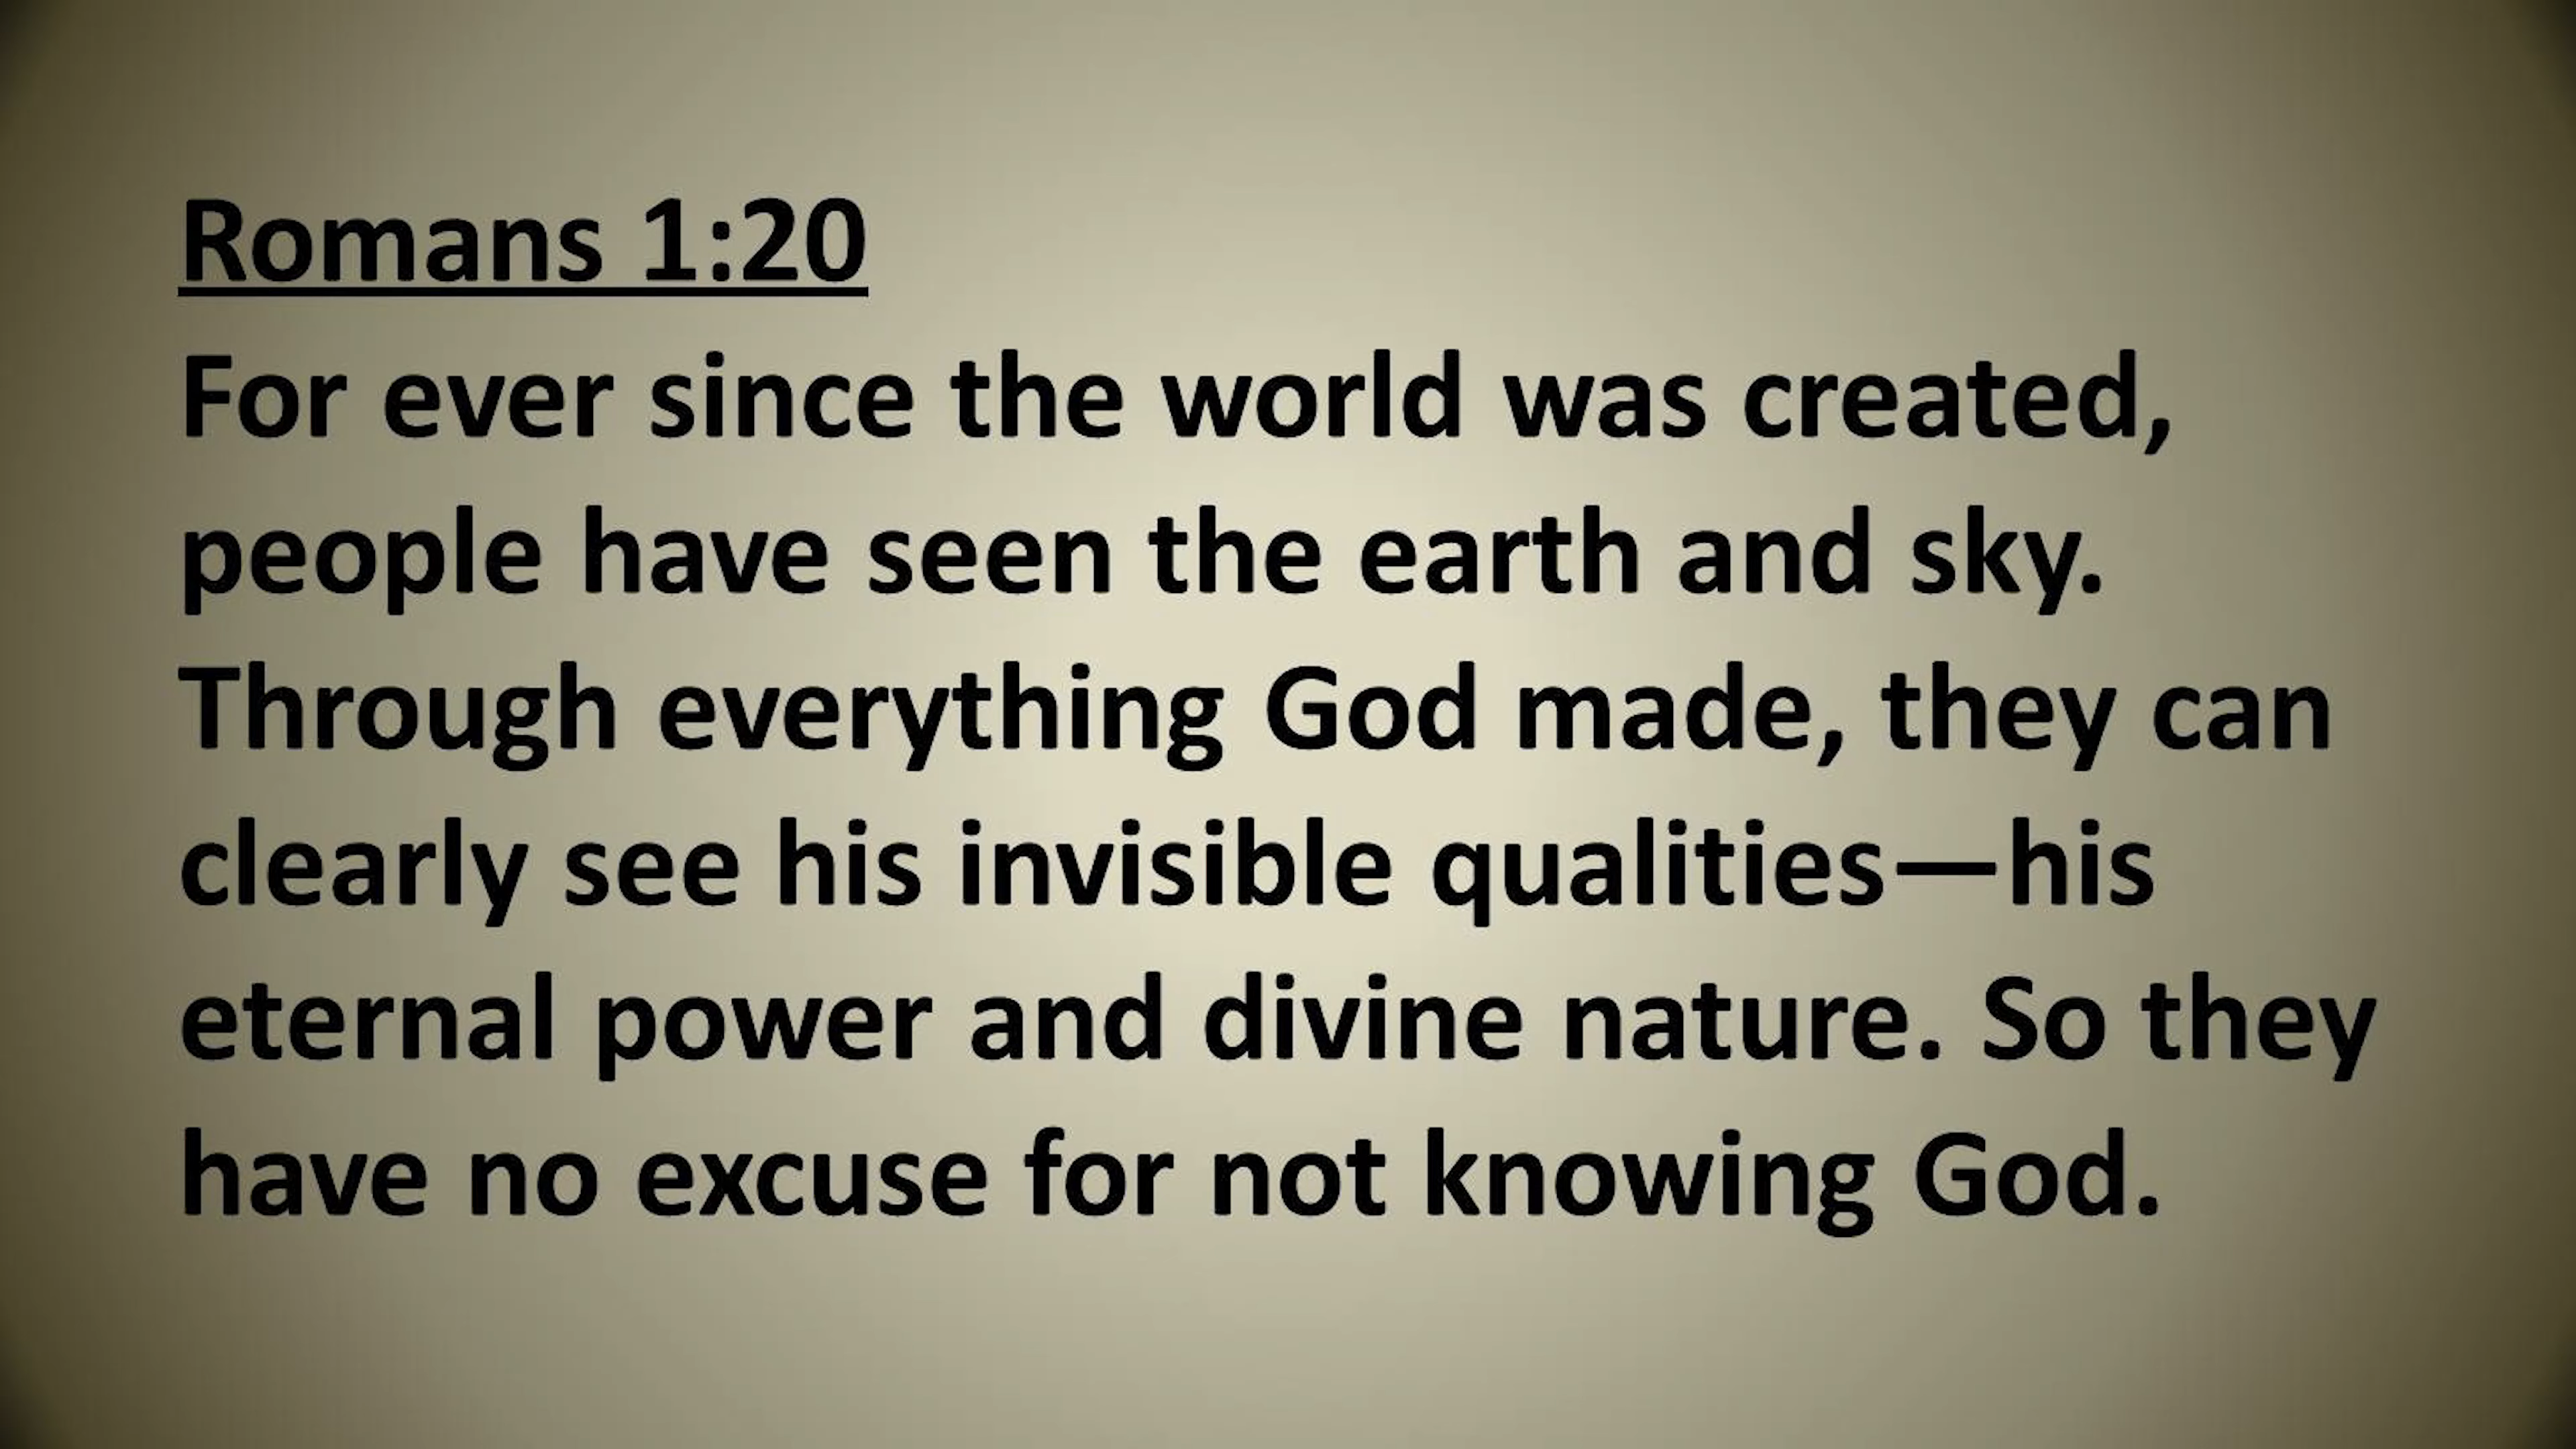 Romans 1:20
For ever since the world was created,
people have seen the earth and sky.
Through everything God made, they can
clearly see his invisible qualities—his
eternal power and divine nature. So they
have no excuse for not knowing God.